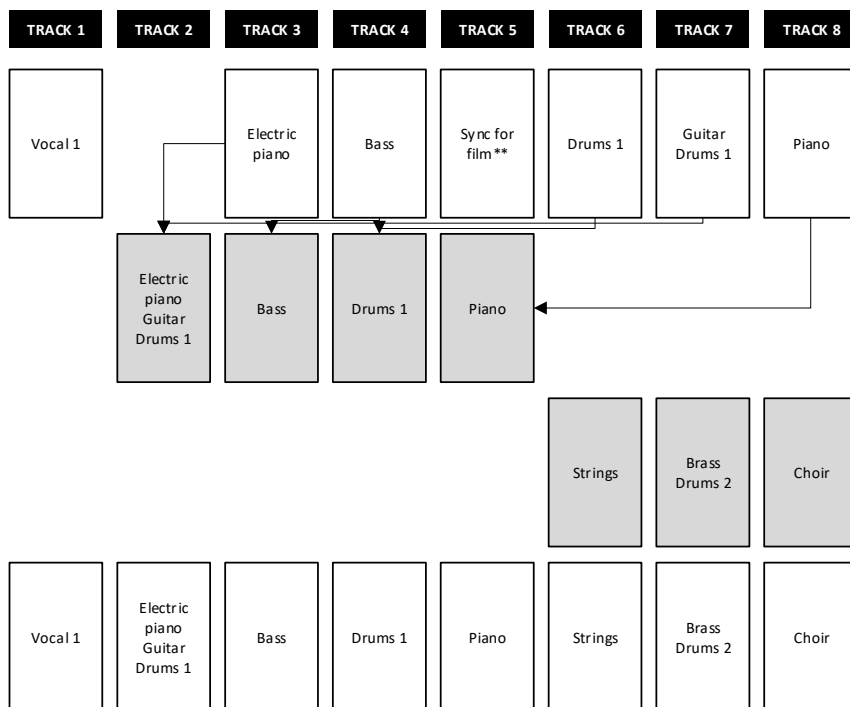 TRACK 1 TRACK 2 TRACK 3 TRACK 4 TRACK 5 TRACK 6 TRACK 7 TRACK 8
Vocal 1
Electric
piano
Bass
Sync for
film**
Drums 1
Guitar
Drums 1
Piano
Electric
piano
Guitar
Drums 1
Bass
Drums 1
Piano
Strings
Brass
Drums 2
Choir
Vocal 1
Electric
piano
Guitar
Drums 1
Bass
Drums 1
Piano
Strings
Brass
Drums 2
Choir